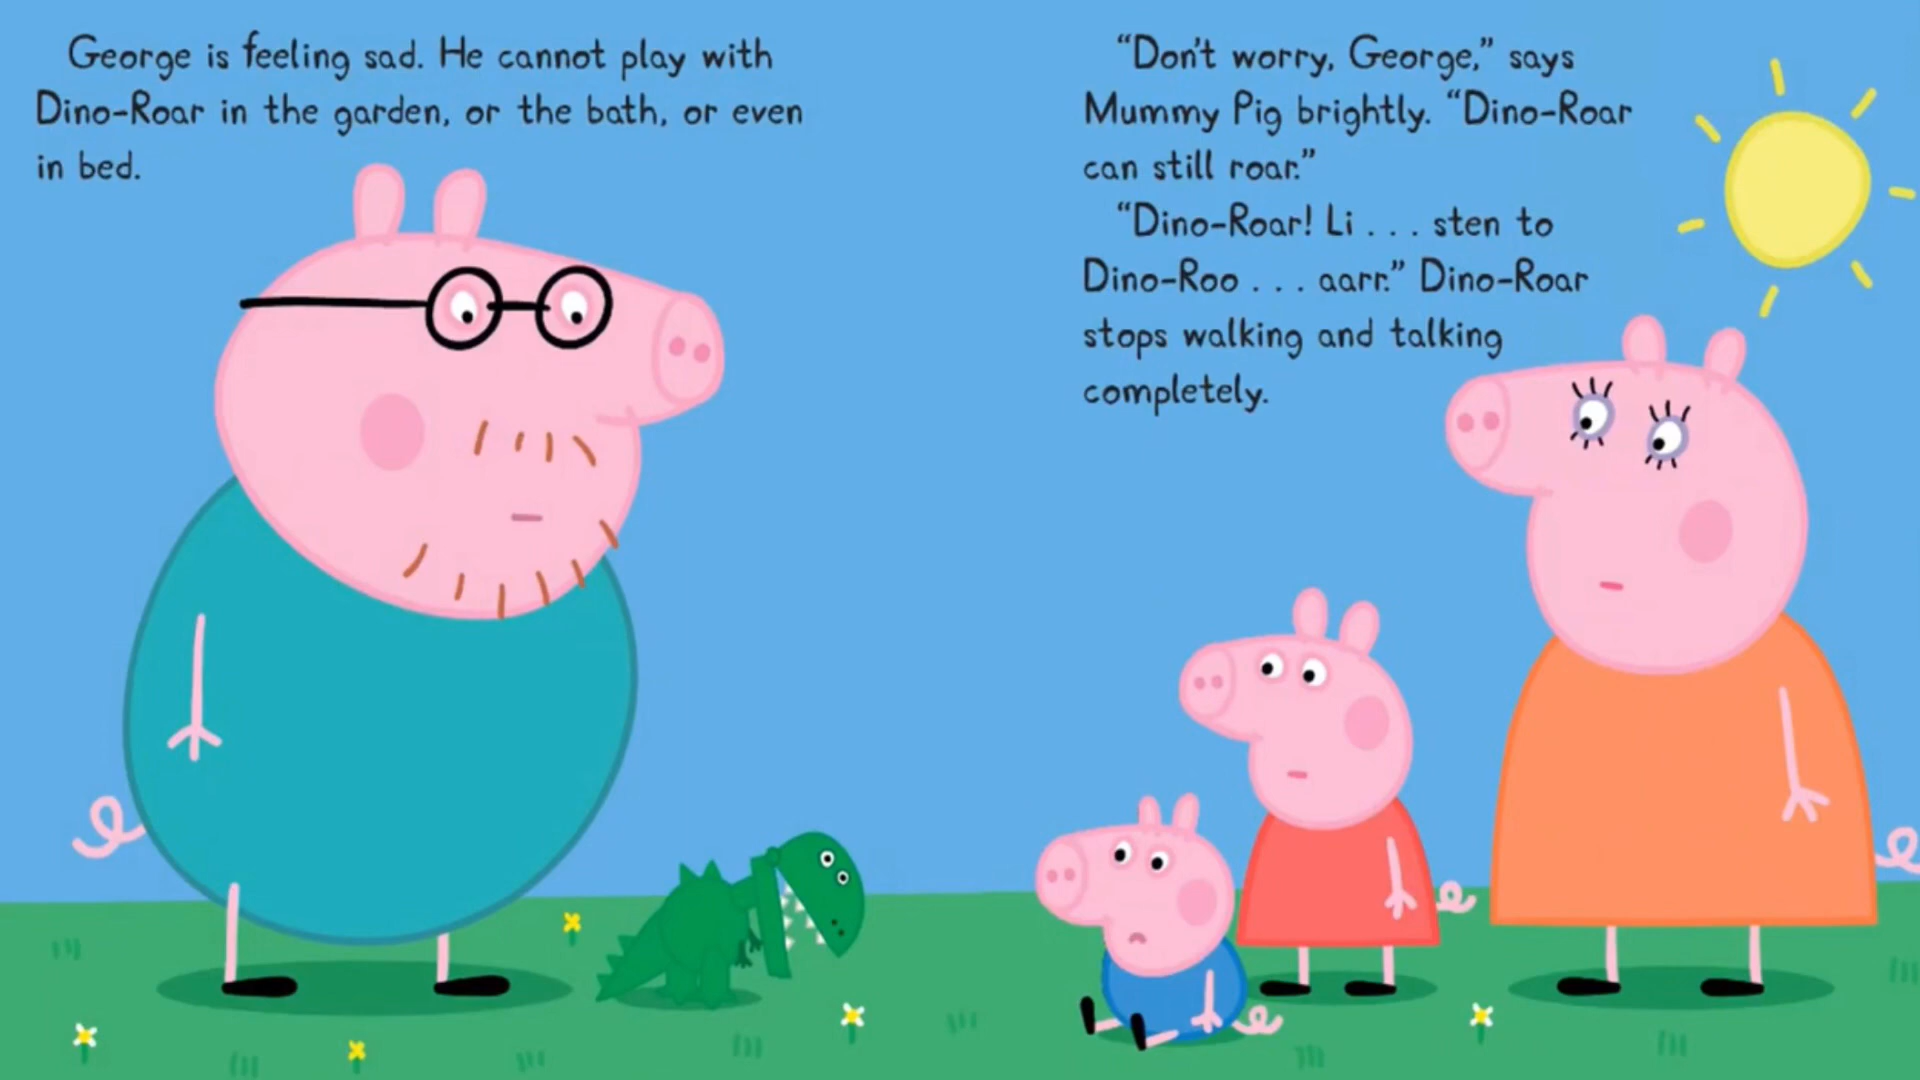 George is feeling sad. He cannot play with
Dino-Roar in the garden, or the bath, or even
in bed.
“Don’t worry, George,” says
Mummy Pig brightly. “Dino-Roar
can still roar.”
“Dino-Roar! Li . . . sten to
Dino-Roo . . . aarr.” Dino-Roar
stops walking and talking
completely.